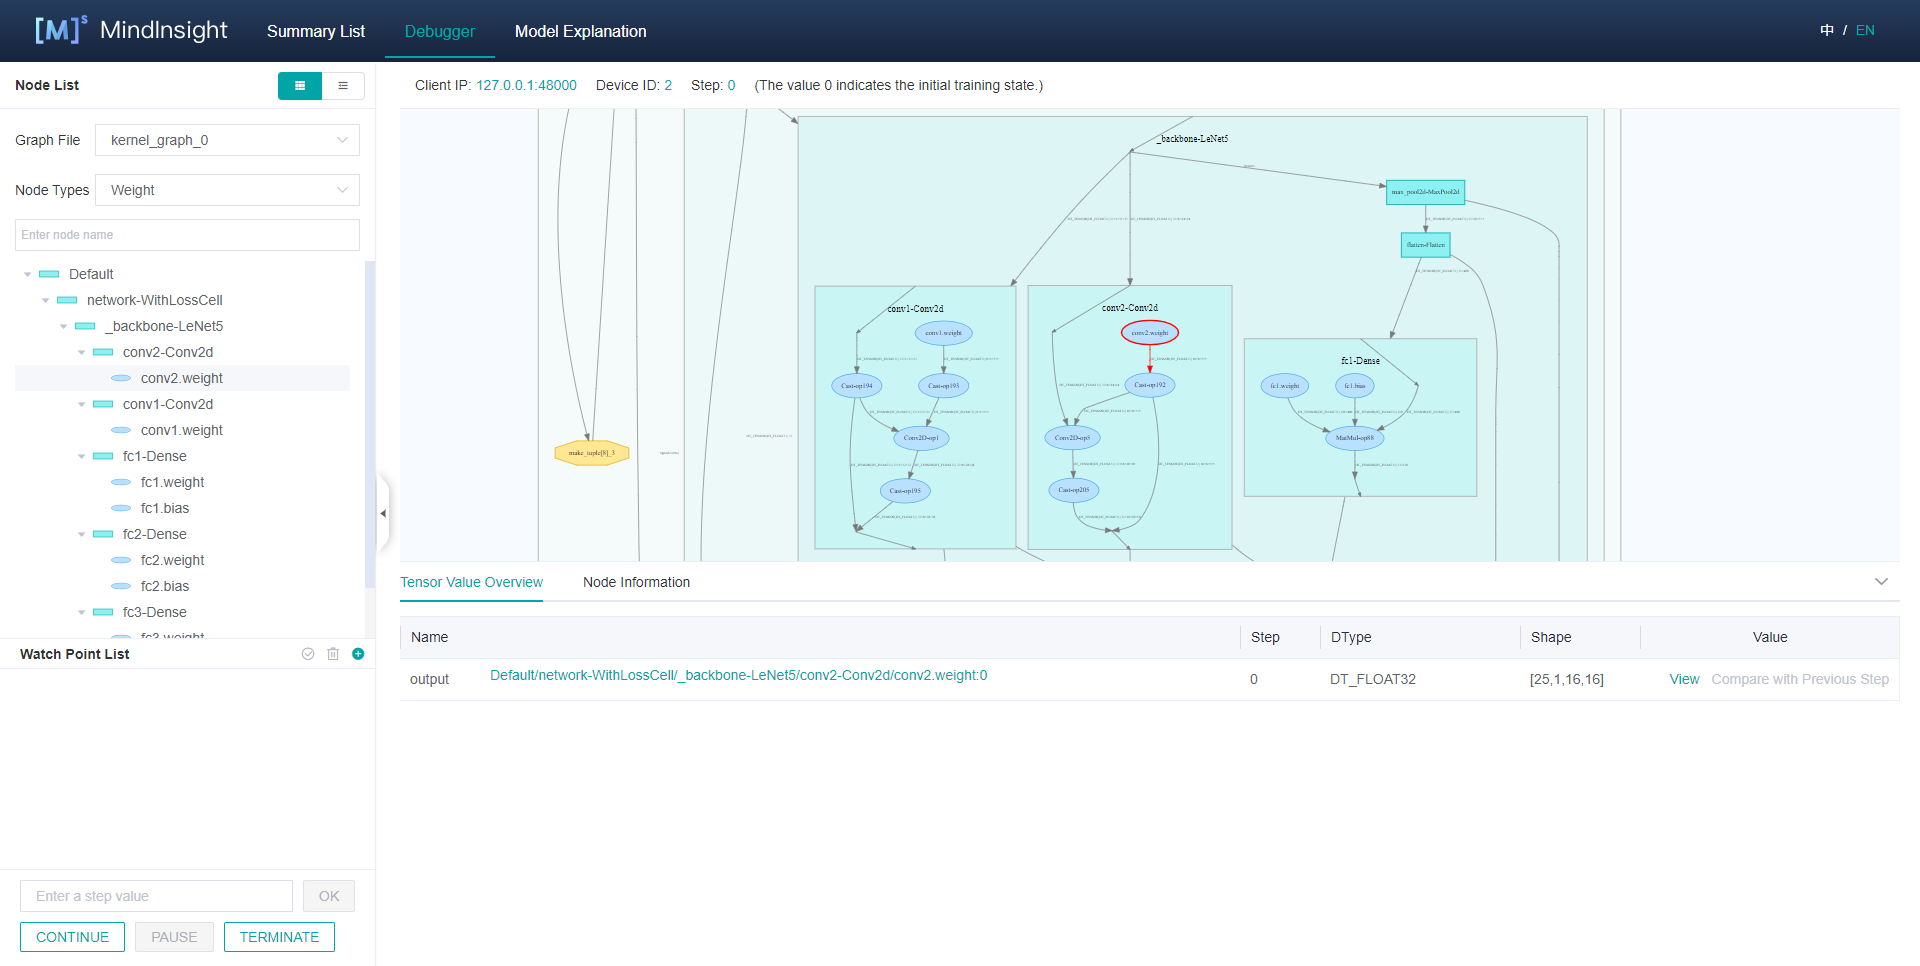 [M]s MindInsight
Summary List
Debugger
Model Explanation
中 / EN
Node List
Client IP: 127.0.0.1:48000 Device ID: 2 Step: 0 (The value 0 indicates the initial training state.)
Graph File
kernel_graph_0
Node Types
Weight
Enter node name
Default
network-WithLossCell
_backbone-LeNet5
conv2-Conv2d
conv2.weight
conv1-Conv2d
conv1.weight
fc1-Dense
fc1.weight
fc1.bias
fc2-Dense
fc2.weight
fc2.bias
fc3-Dense
fc3.weight
Watch Point List
Enter a step value
OK
CONTINUE
PAUSE
TERMINATE
_backbone-LeNet5
max_pool2d-MaxPool2d
flatten-Flatten
conv1-Conv2d
conv1.weight
Cast-op194
Cast-op193
Conv2D-op1
Cast-op195
conv2-Conv2d
conv2.weight
Cast-op192
Conv2D-op5
Cast-op205
fc1-Dense
fc1.weight
fc1.bias
MatMul-op88
make_tuple[8]_3
Tensor Value Overview
Node Information
Name Step DType Shape Value
output Default/network-WithLossCell/_backbone-LeNet5/conv2-Conv2d/conv2.weight:0 0 DT_FLOAT32 [25,1,16,16] View Compare with Previous Step